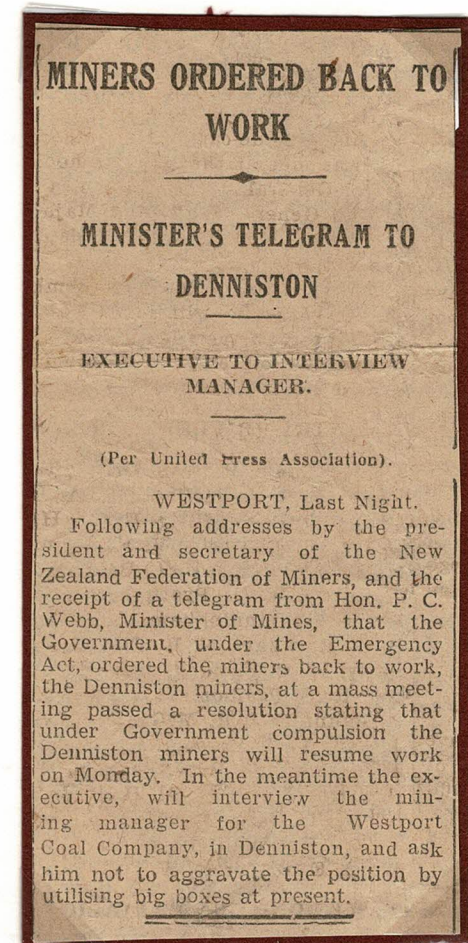 MINERS ORDERED BACK TO
WORK
MINISTER'S TELEGRAM TO
DENNISTON
EXECUTIVE TO INTERVIEW
MANAGER.
(Per United Press Association).
WESTPORT, Last Night.
Following addresses by the pre-
sident and secretary of the New
Zealand Federation of Miners, and the
receipt of a telegram from Hon. P. C.
Webb, Minister of Mines, that the
Government, under the Emergency
Act, ordered the miners back to work,
the Denniston miners, at a mass meet-
ing passed a resolution stating that
under Government compulsion the
Denniston miners will resume work
on Monday. In the meantime the ex-
ecutive, will interview the min-
ing manager for the Westport
Coal Company, in Denniston, and ask
him not to aggravate the position by
utilising big boxes at present.